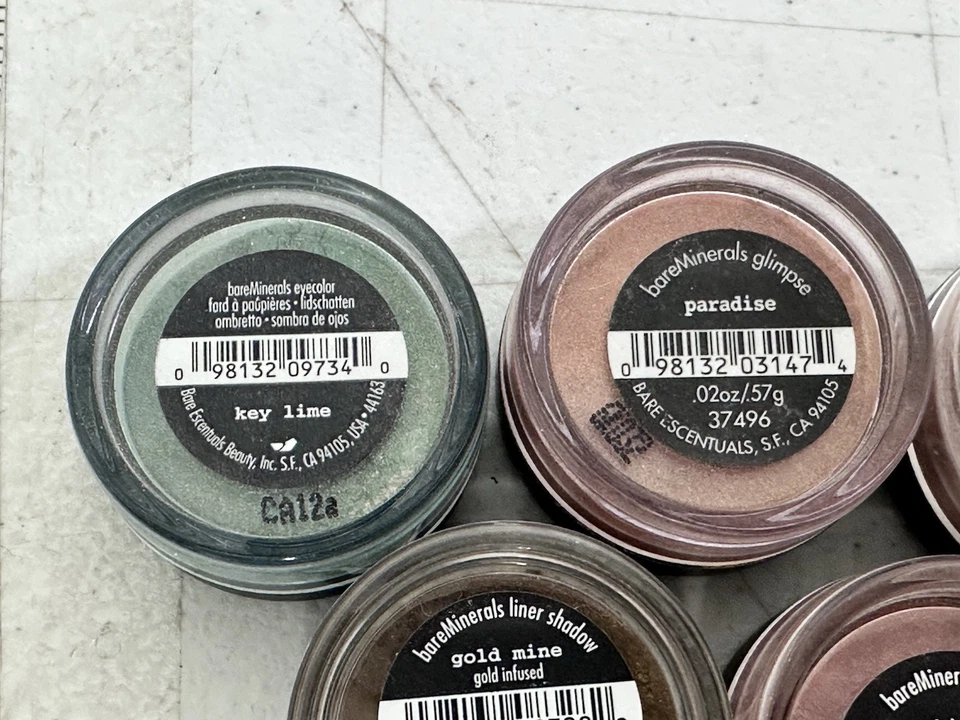 bareMinerals eyecolor
fard à paupières • lidschatten
ombretto • sombra de ojos
0 98132 09734 0
key lime
Bare Escentuals Beauty, Inc. S.F., CA 94105, USA • 44163
CA12a
bareMinerals glimpse
paradise
0 98132 03147 4
.02oz/.57g
37496
BARE ESCENTUALS, S.F., CA 94105
bareMinerals liner shadow
gold mine
gold infused